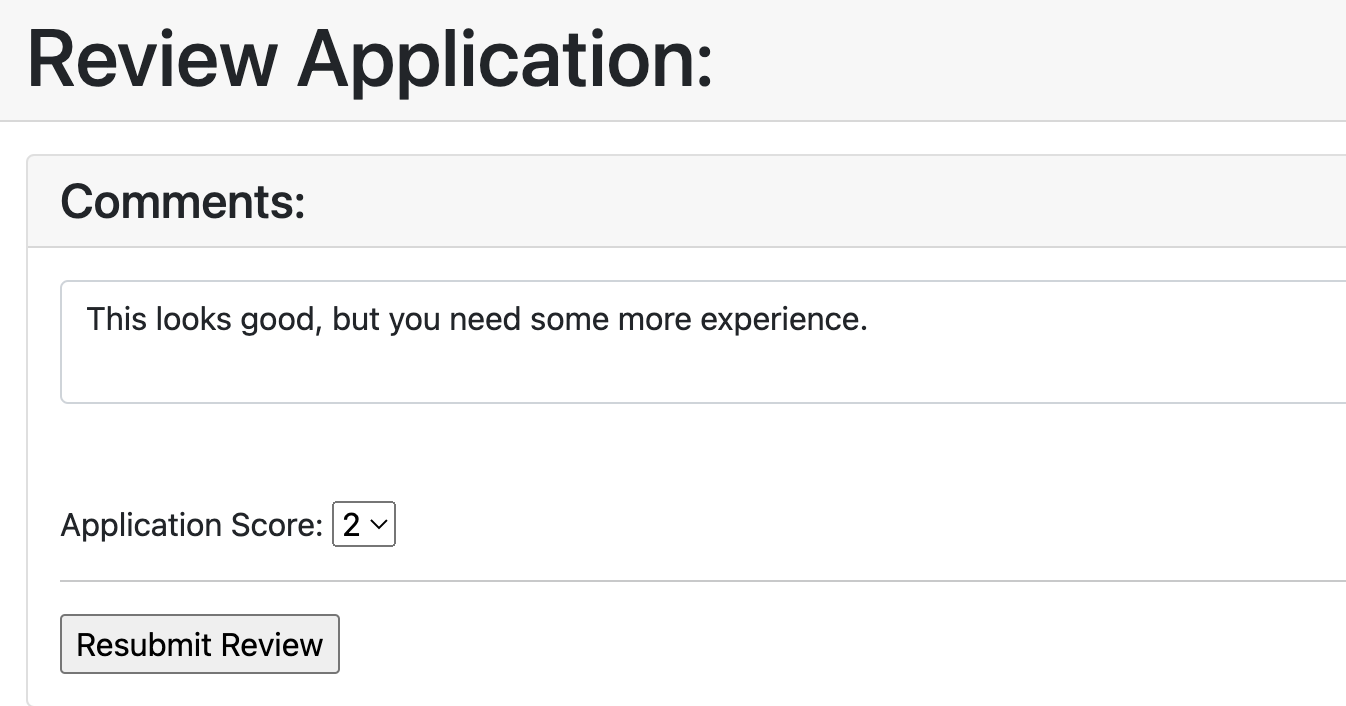 Review Application:
Comments:
This looks good, but you need some more experience.
Application Score: 2
Resubmit Review